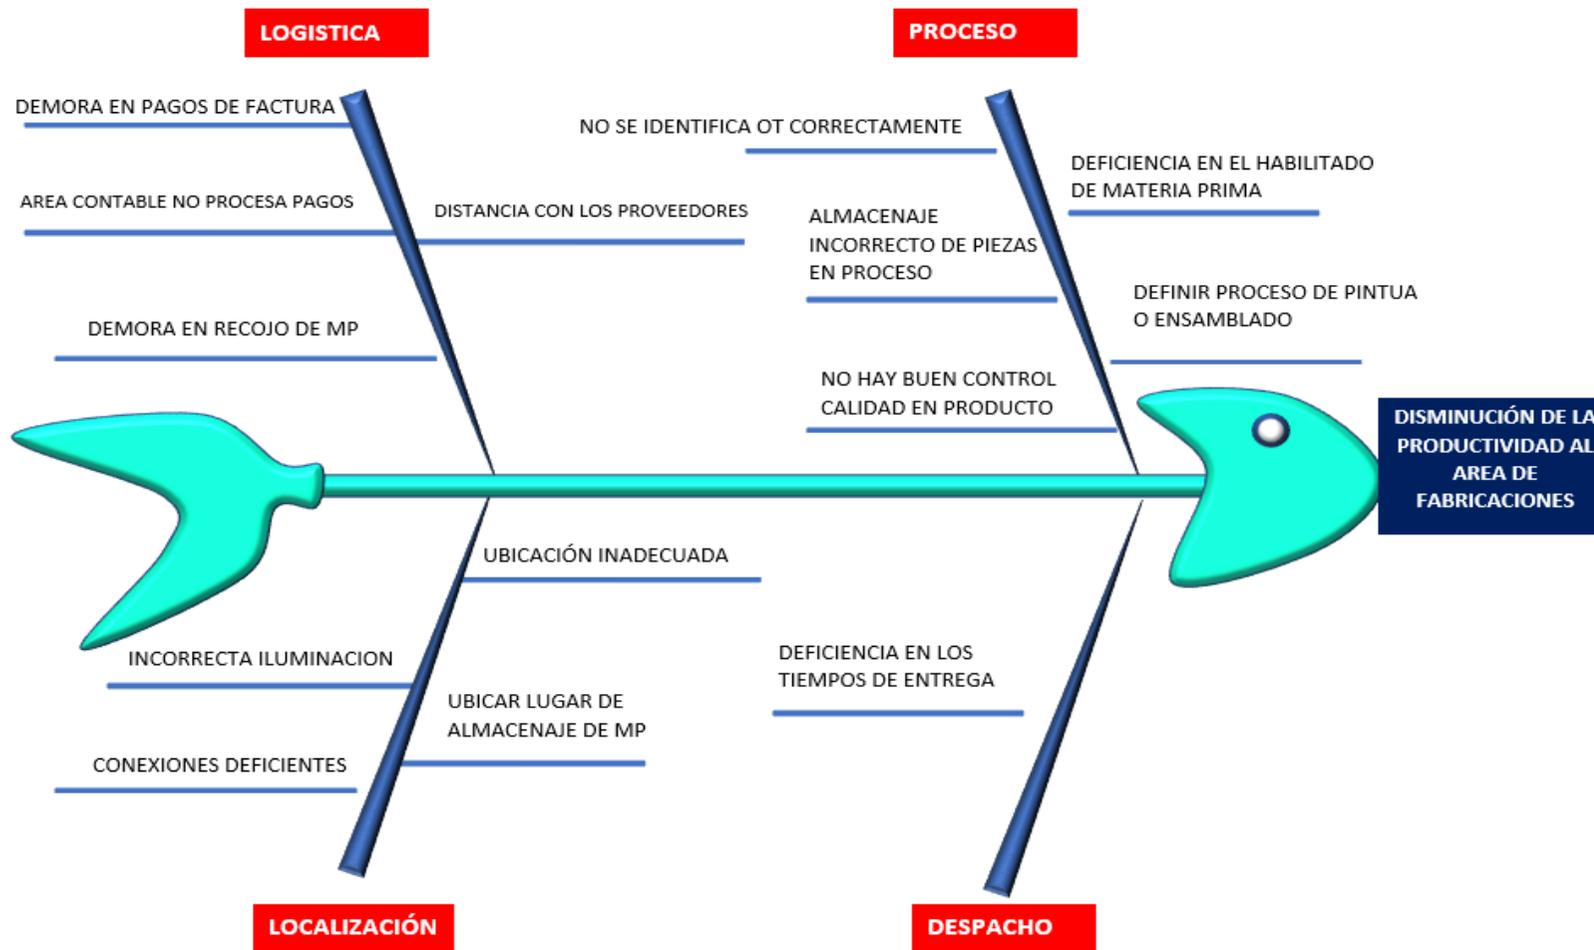 LOGISTICA
PROCESO
DEMORA EN PAGOS DE FACTURA
AREA CONTABLE NO PROCESA PAGOS
DISTANCIA CON LOS PROVEEDORES
DEMORA EN RECOJO DE MP
NO SE IDENTIFICA OT CORRECTAMENTE
DEFICIENCIA EN EL HABILITADO
DE MATERIA PRIMA
ALMACENAJE
INCORRECTO DE PIEZAS
EN PROCESO
DEFINIR PROCESO DE PINTUA
O ENSAMBLADO
NO HAY BUEN CONTROL
CALIDAD EN PRODUCTO
DISMINUCIÓN DE LA
PRODUCTIVIDAD AL
AREA DE
FABRICACIONES
UBICACIÓN INADECUADA
INCORRECTA ILUMINACION
UBICAR LUGAR DE
ALMACENAJE DE MP
CONEXIONES DEFICIENTES
DEFICIENCIA EN LOS
TIEMPOS DE ENTREGA
LOCALIZACIÓN
DESPACHO